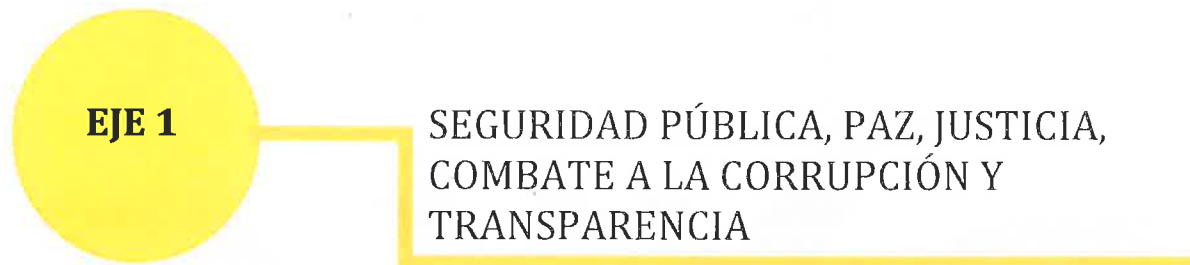 EJE 1
SEGURIDAD PÚBLICA, PAZ, JUSTICIA,
COMBATE A LA CORRUPCIÓN Y
TRANSPARENCIA